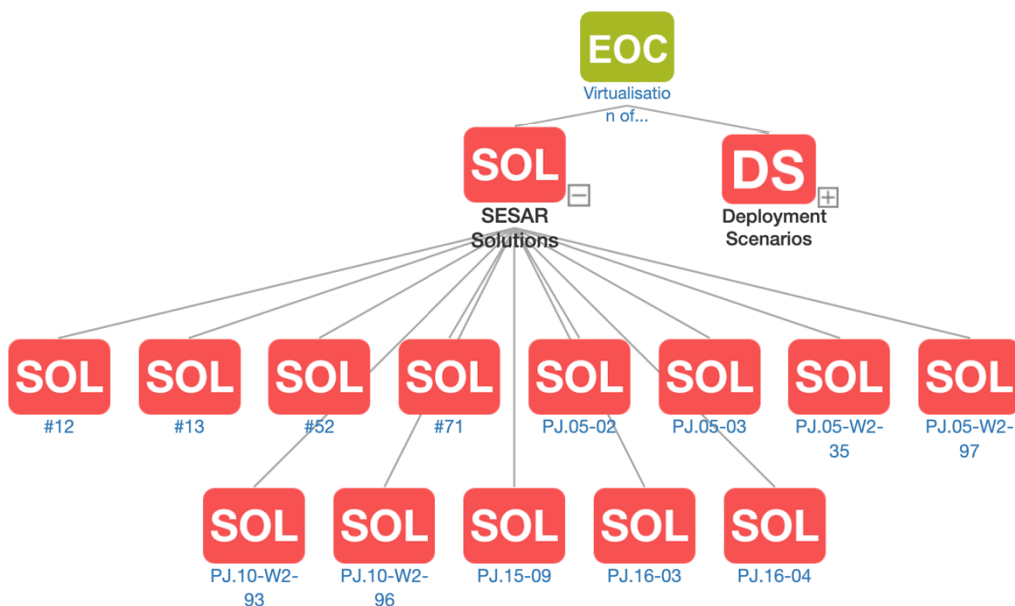 EOC
Virtualisatio
n of...
SOL
SESAR
Solutions
DS
Deployment
Scenarios
SOL
#12
SOL
#13
SOL
#52
SOL
#71
SOL
PJ.05-02
SOL
PJ.05-03
SOL
PJ.05-W2-
35
SOL
PJ.05-W2-
97
SOL
PJ.10-W2-
93
SOL
PJ.10-W2-
96
SOL
PJ.15-09
SOL
PJ.16-03
SOL
PJ.16-04